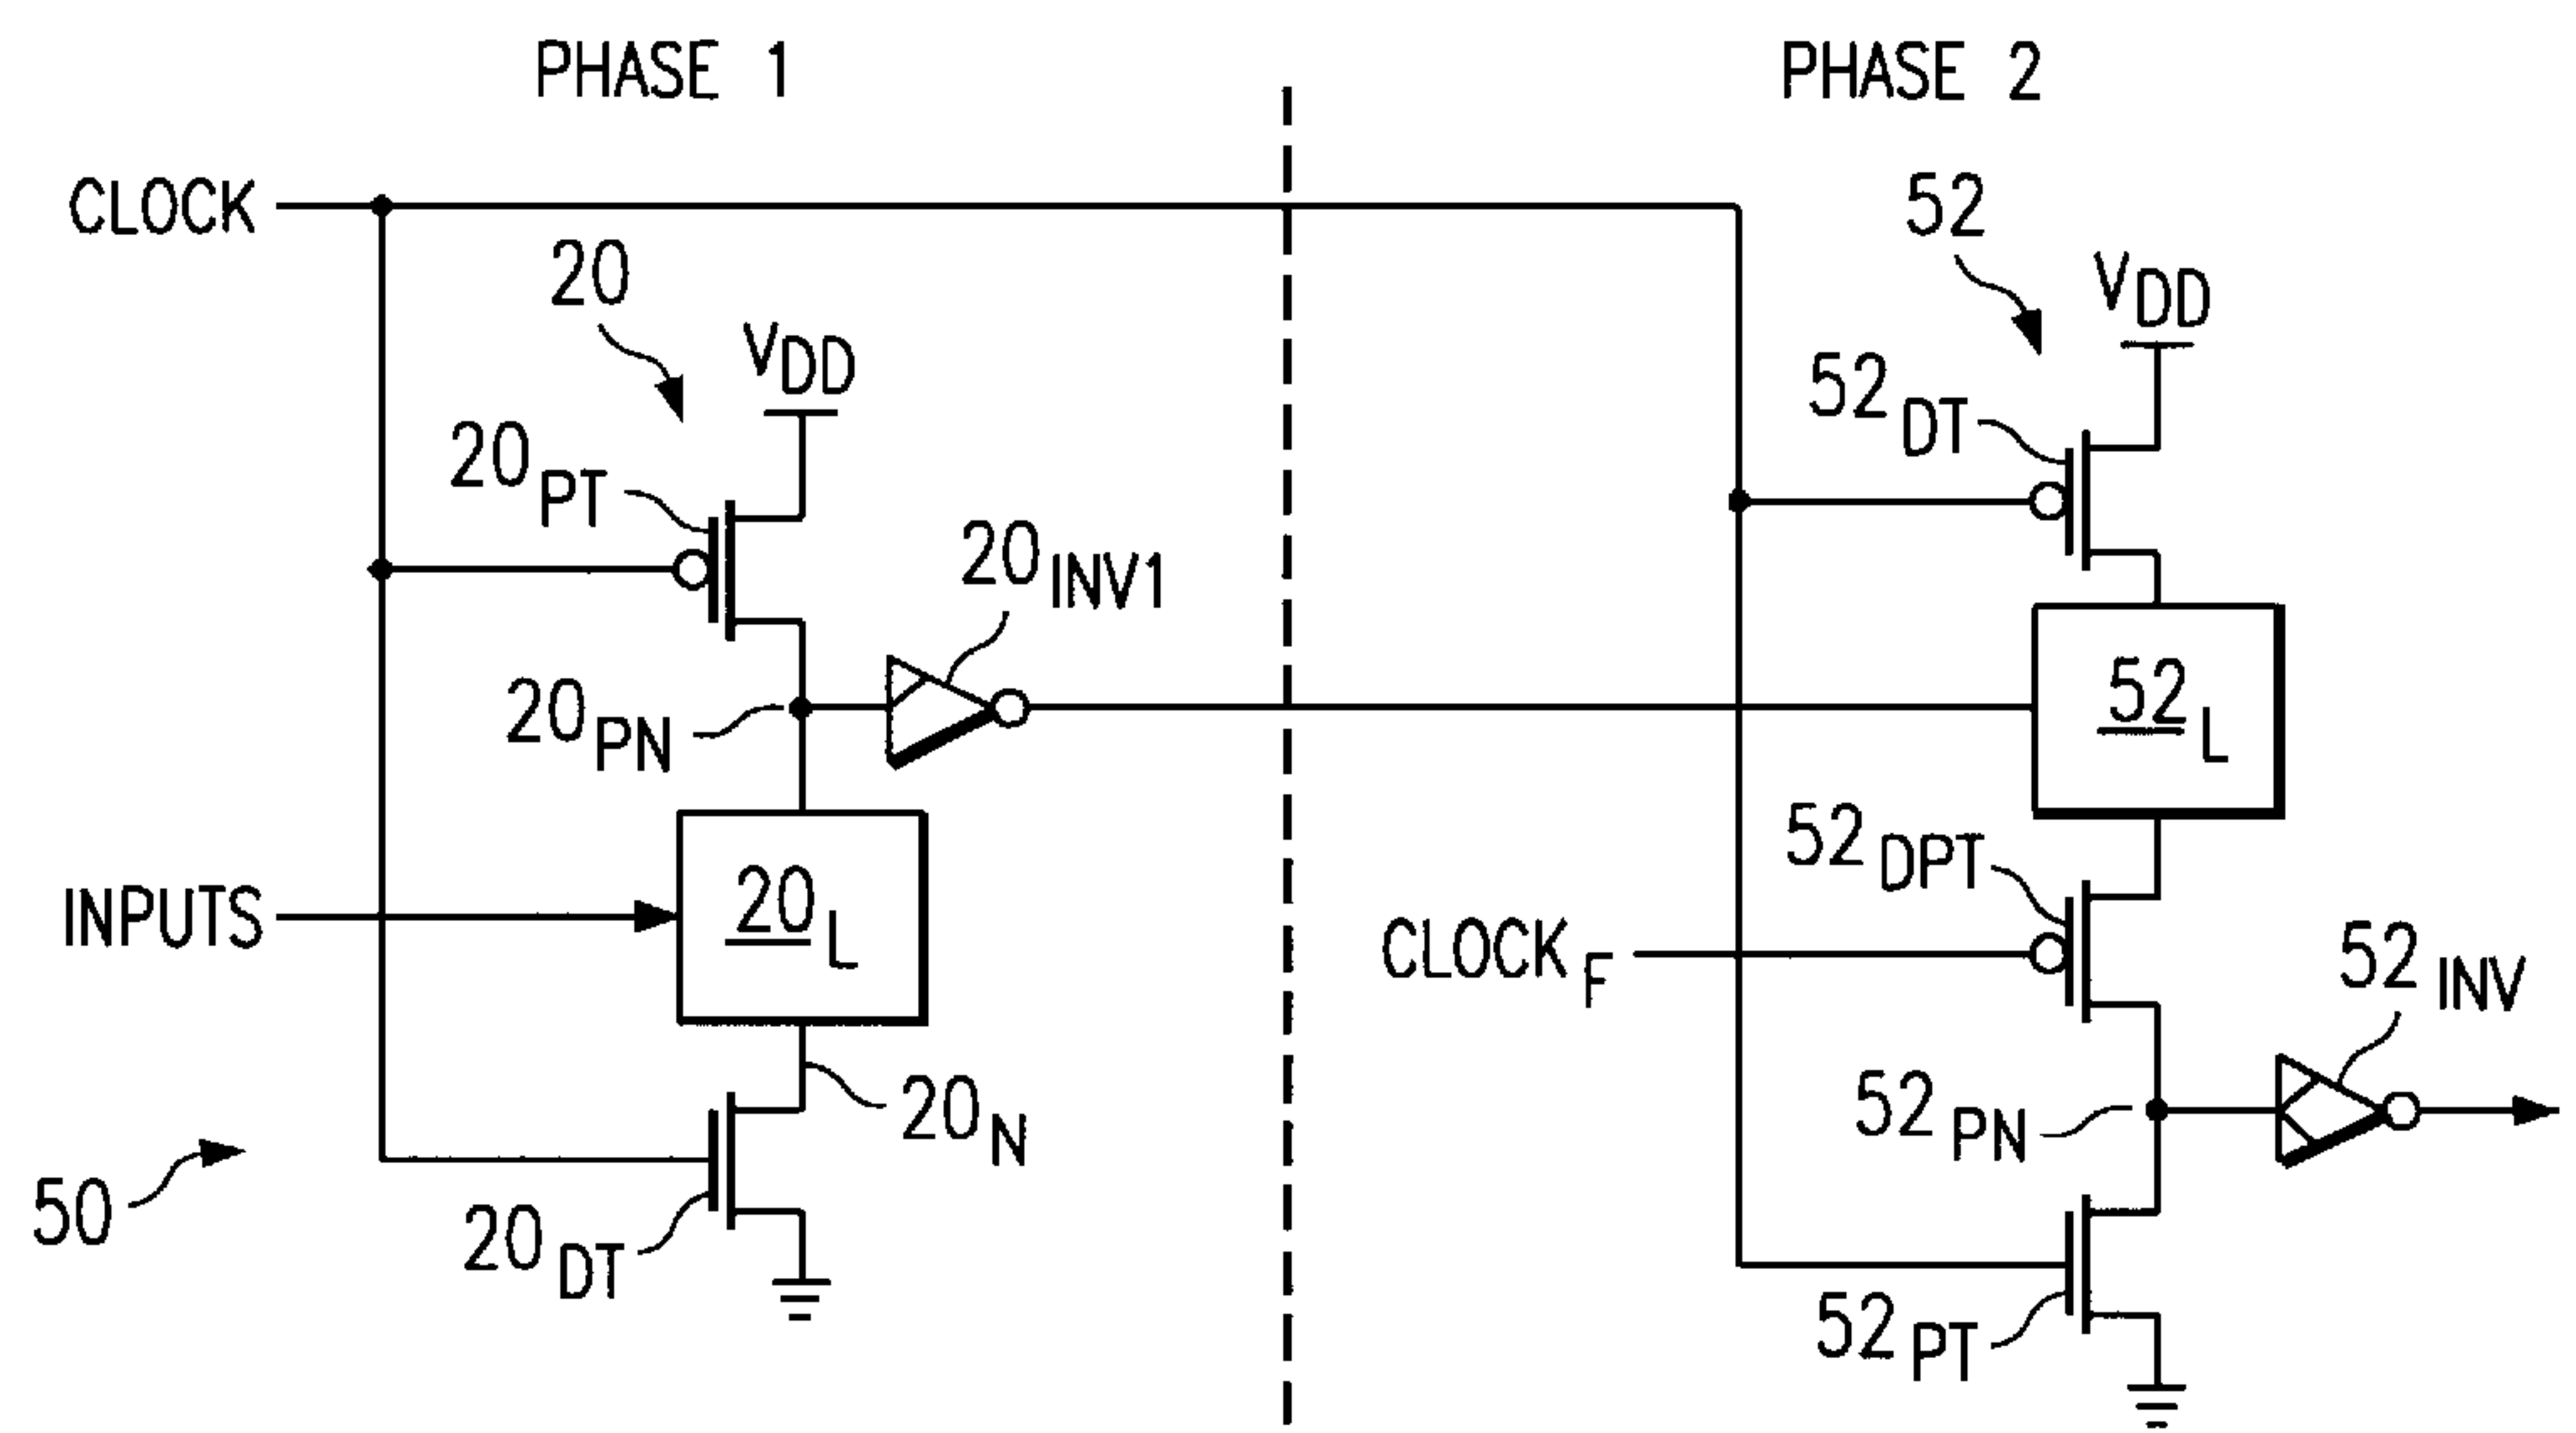 PHASE 1
PHASE 2
CLOCK
20
VDD
20PT
20INV1
20PN
INPUTS
20L
20N
20DT
50
52
VDD
52DT
52L
52DPT
CLOCKF
52INV
52PN
52PT